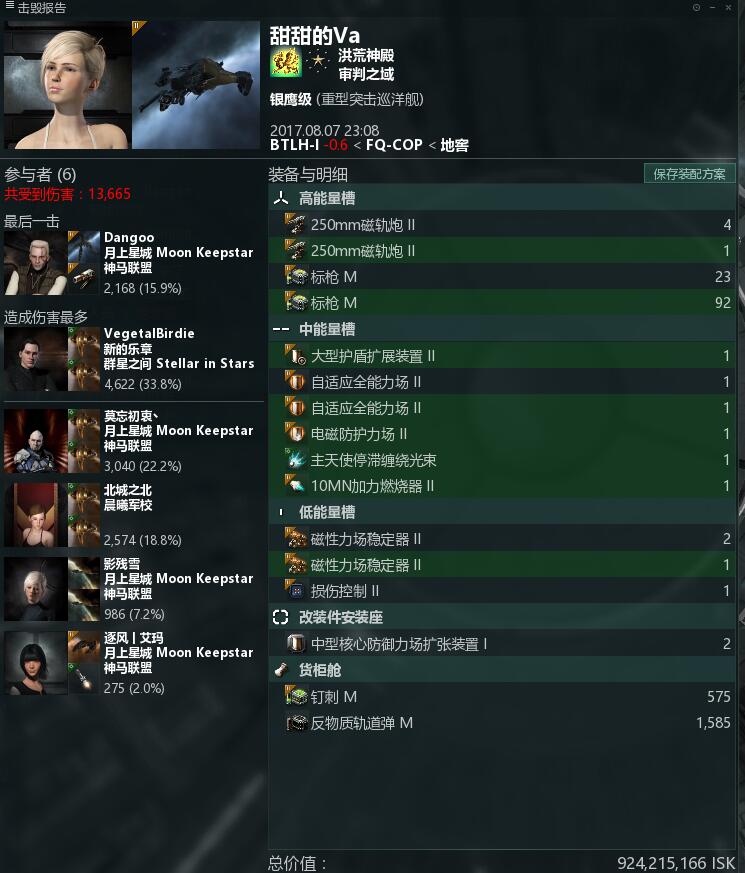 击毁报告
甜甜的Va
洪荒神殿
审判之域
银鹰级 (重型突击巡洋舰)
2017.08.07 23:08
BTLH-I -0.6 < FQ-COP < 地窖
参与者 (6)
共受到伤害：13,665
最后一击
Dangoo
月上星城 Moon Keepstar
神马联盟
2,168 (15.9%)
造成伤害最多
VegetalBirdie
新的乐章
群星之间 Stellar in Stars
4,622 (33.8%)
莫忘初衷丶
月上星城 Moon Keepstar
神马联盟
3,040 (22.2%)
北城之北
晨曦军校
2,574 (18.8%)
影残雪
月上星城 Moon Keepstar
神马联盟
986 (7.2%)
逐风丨艾玛
月上星城 Moon Keepstar
神马联盟
275 (2.0%)
装备与明细
保存装配方案
高能量槽
250mm磁轨炮 II 4
250mm磁轨炮 II 1
标枪 M 23
标枪 M 92
中能量槽
大型护盾扩展装置 II 1
自适应全能力场 II 1
自适应全能力场 II 1
电磁防护力场 II 1
主天使停滞缠绕光束 1
10MN加力燃烧器 II 1
低能量槽
磁性力场稳定器 II 2
磁性力场稳定器 II 1
损伤控制 II 1
改装件安装座
中型核心防御力场扩张装置 I 2
货柜舱
钉刺 M 575
反物质轨道弹 M 1,585
总价值： 924,215,166 ISK